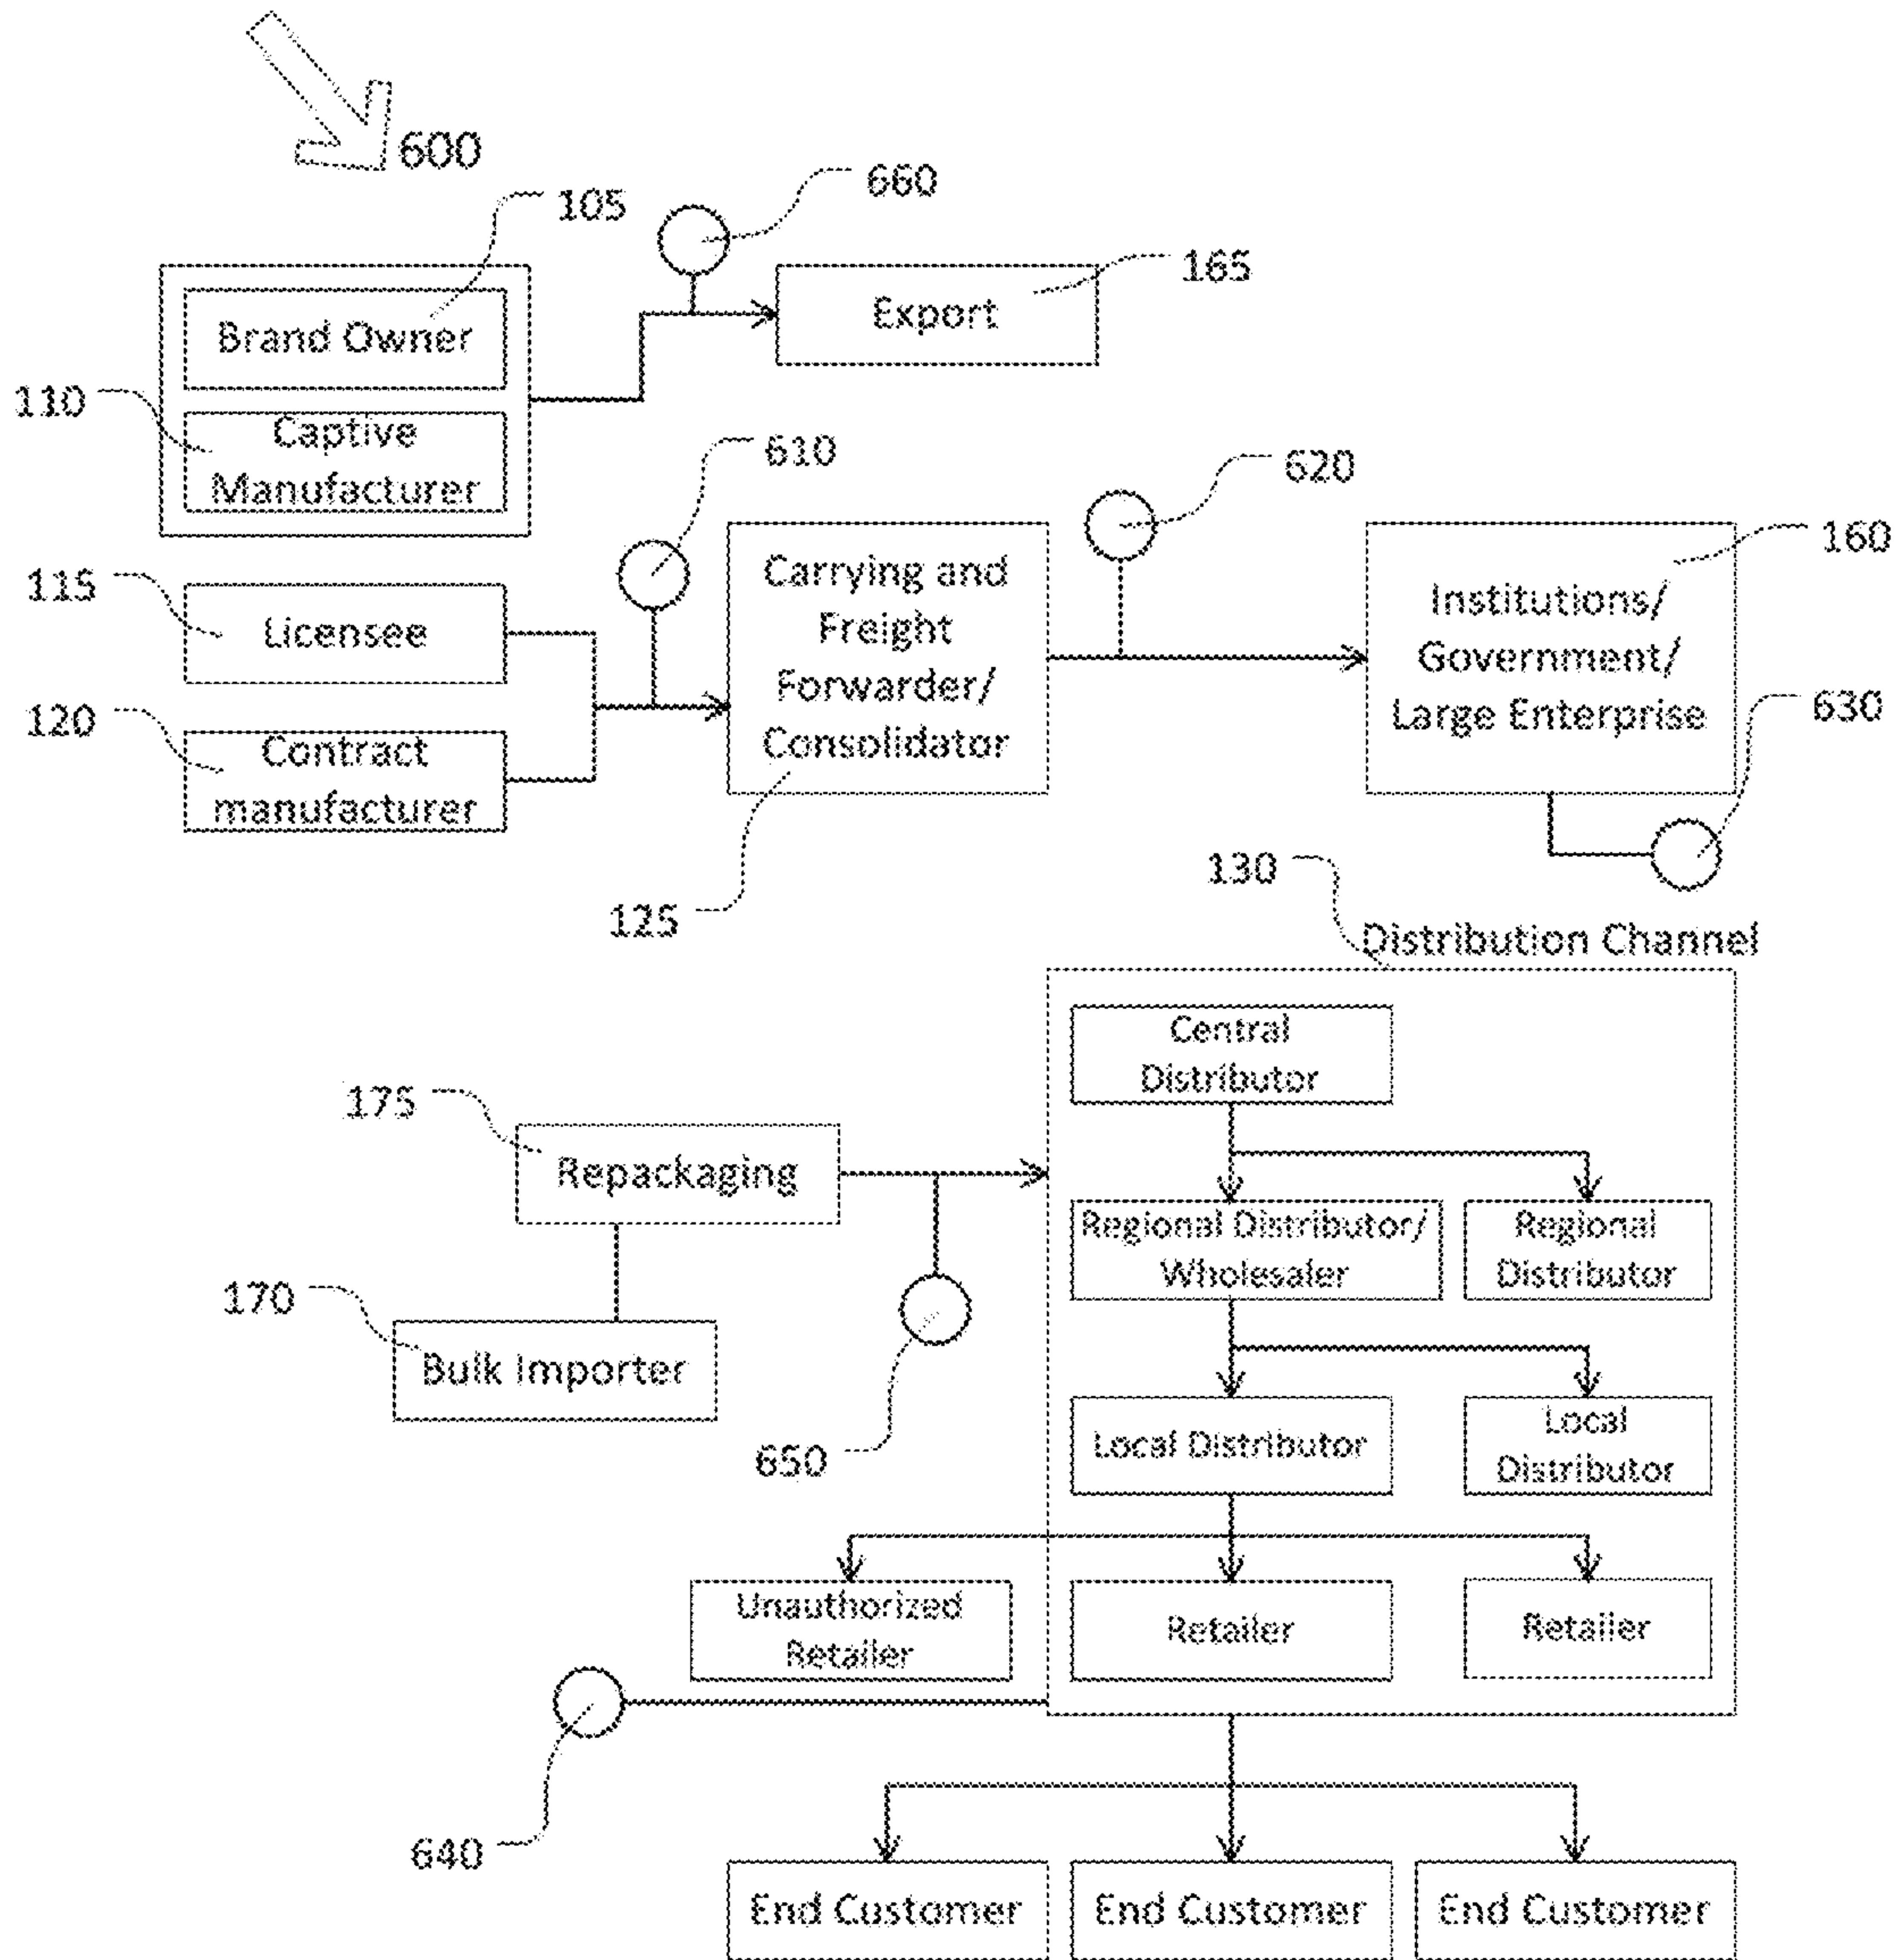 600
105
660
165
Brand Owner
Export
110
Captive
Manufacturer
610
620
160
115
Licensee
Carrying and
Freight
Forwarder/
Consolidator
Institutions/
Government/
Large Enterprise
120
Contract
manufacturer
630
125
130
Distribution Channel
Central
Distributor
175
Repackaging
Regional Distributor/
Wholesaler
Regional
Distributor
170
Bulk Importer
650
Local Distributor
Local
Distributor
Unauthorized
Retailer
Retailer
Retailer
640
End Customer
End Customer
End Customer